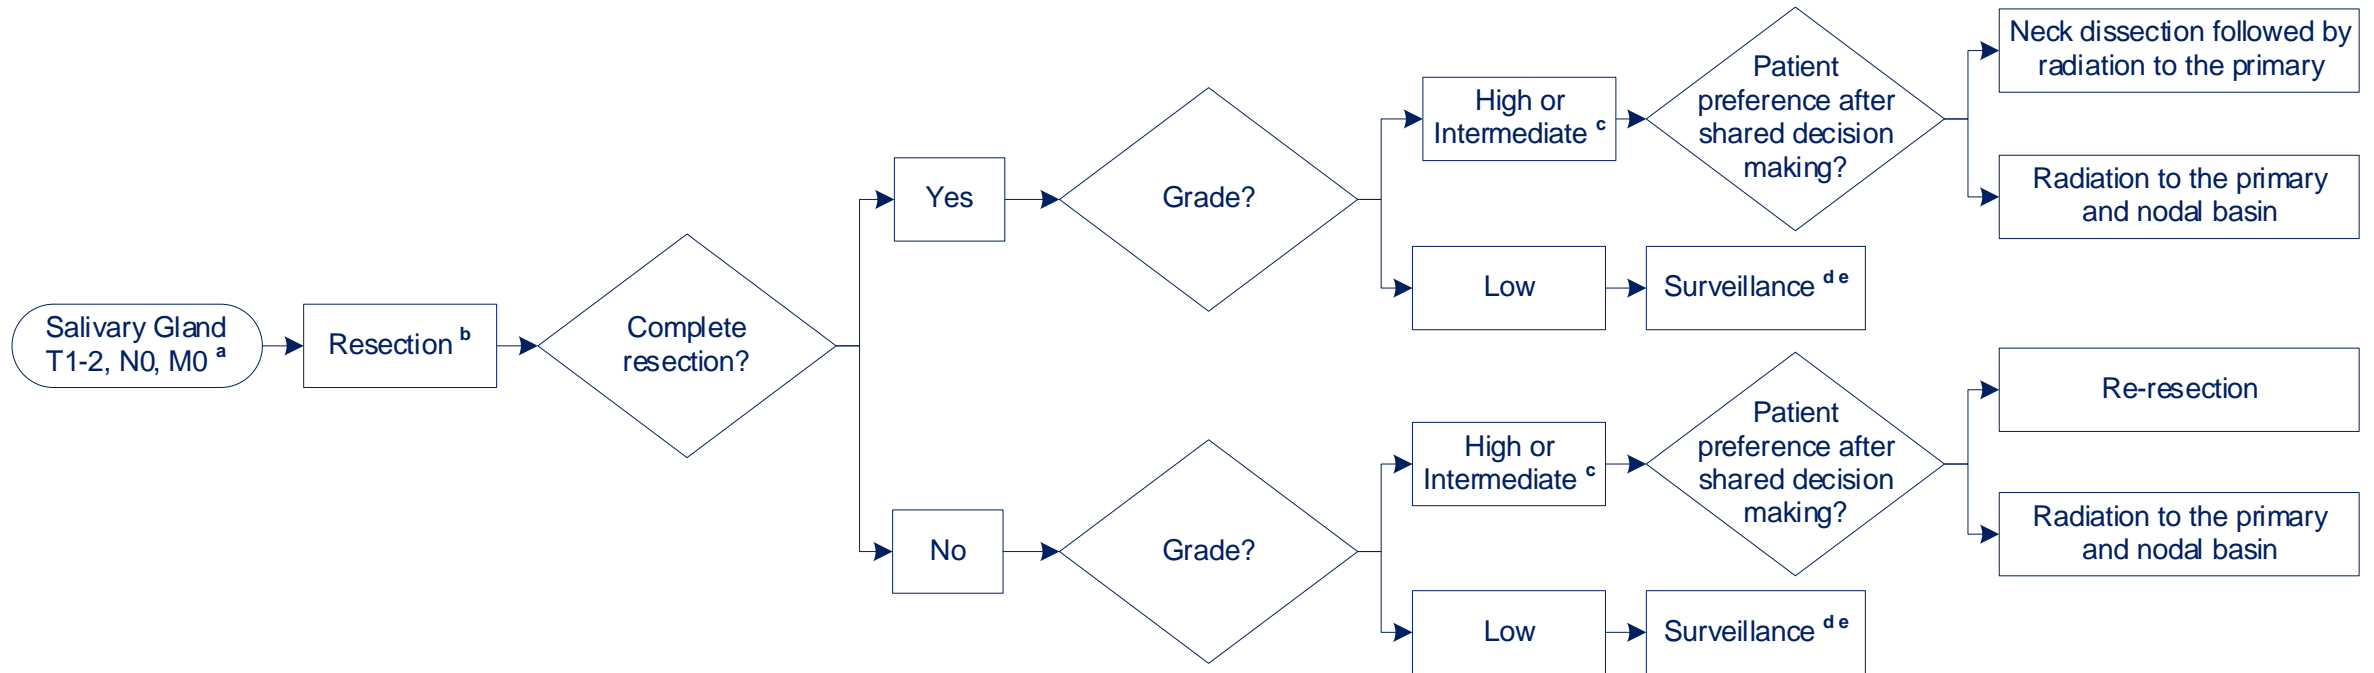 Salivary Gland
T1-2, N0, M0 a
Resection b
Complete
resection?
Yes
Grade?
High or
Intermediate c
Patient
preference after
shared decision
making?
Neck dissection followed by
radiation to the primary
Radiation to the primary
and nodal basin
Low
Surveillance d e
No
Grade?
High or
Intermediate c
Patient
preference after
shared decision
making?
Re-resection
Radiation to the primary
and nodal basin
Low
Surveillance d e